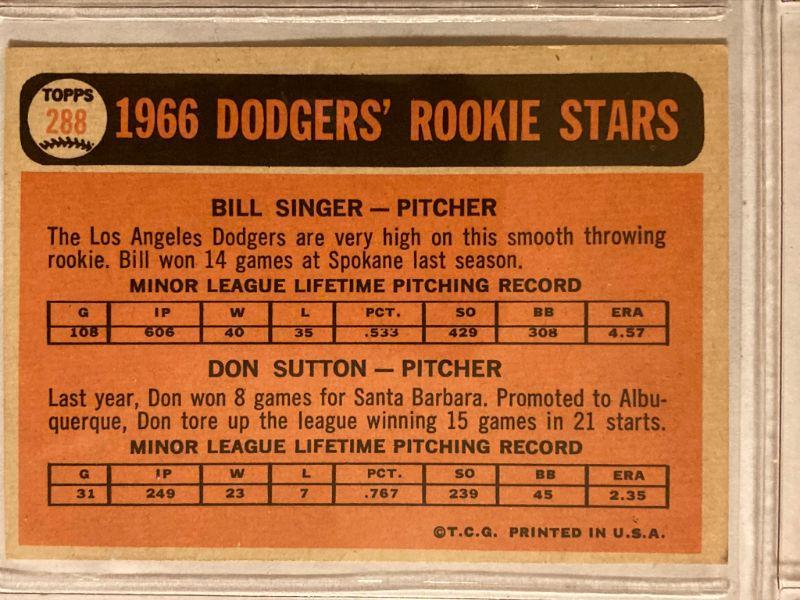 TOPPS
288
1966 DODGERS' ROOKIE STARS
BILL SINGER — PITCHER
The Los Angeles Dodgers are very high on this smooth throwing
rookie. Bill won 14 games at Spokane last season.
MINOR LEAGUE LIFETIME PITCHING RECORD
G IP W L PCT. SO BB ERA
108 606 40 35 .533 429 308 4.57
DON SUTTON — PITCHER
Last year, Don won 8 games for Santa Barbara. Promoted to Albu-
querque, Don tore up the league winning 15 games in 21 starts.
MINOR LEAGUE LIFETIME PITCHING RECORD
G IP W L PCT. SO BB ERA
31 249 23 7 .767 239 45 2.35
©T.C.G. PRINTED IN U.S.A.